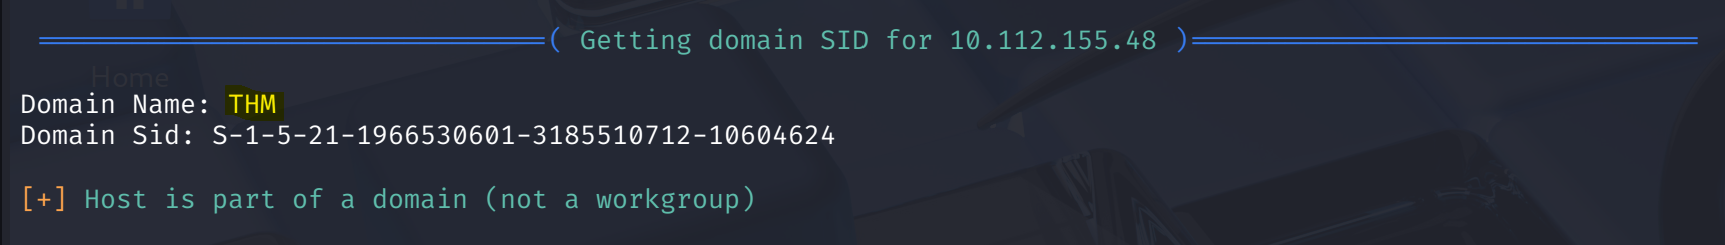 ==============================( Getting domain SID for 10.112.155.48 )==============================
Home
Domain Name: THM
Domain Sid: S-1-5-21-1966530601-3185510712-10604624
[+] Host is part of a domain (not a workgroup)